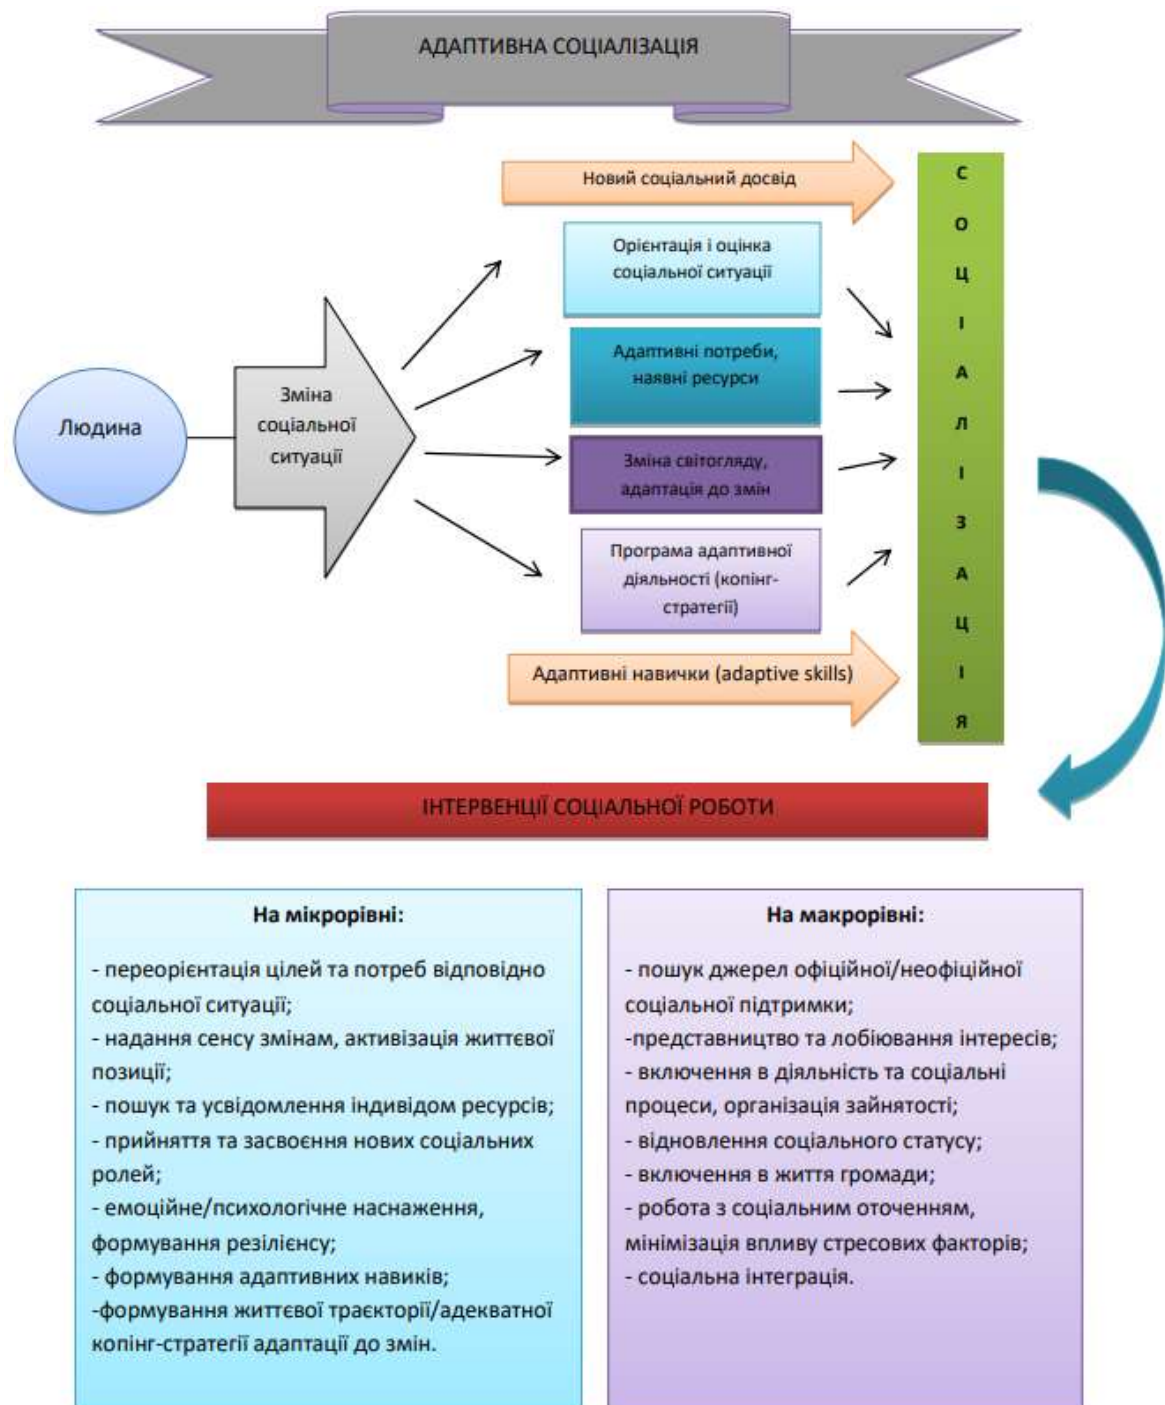 АДАПТИВНА СОЦІАЛІЗАЦІЯ
Новий соціальний досвід
Орієнтація і оцінка
соціальної ситуації
Адаптивні потреби,
наявні ресурси
Людина
Зміна
соціальної
ситуації
Зміна світогляду,
адаптація до змін
Програма адаптивної
діяльності (копінг-
стратегії)
Адаптивні навички (adaptive skills)
С
О
Ц
І
А
Л
І
З
А
Ц
І
Я
ІНТЕРВЕНЦІЇ СОЦІАЛЬНОЇ РОБОТИ
На мікрорівні:
- переорієнтація цілей та потреб відповідно
соціальної ситуації;
- надання сенсу змінам, активізація життєвої
позиції;
- пошук та усвідомлення індивідом ресурсів;
- прийняття та засвоєння нових соціальних
ролей;
- емоційне/психологічне наснаження,
формування резілієнсу;
- формування адаптивних навиків;
-формування життєвої траєкторії/адекватної
копінг-стратегії адаптації до змін.
На макрорівні:
- пошук джерел офіційної/неофіційної
соціальної підтримки;
-представництво та лобіювання інтересів;
- включення в діяльність та соціальні
процеси, організація зайнятості;
- відновлення соціального статусу;
- включення в життя громади;
- робота з соціальним оточенням,
мінімізація впливу стресових факторів;
- соціальна інтеграція.